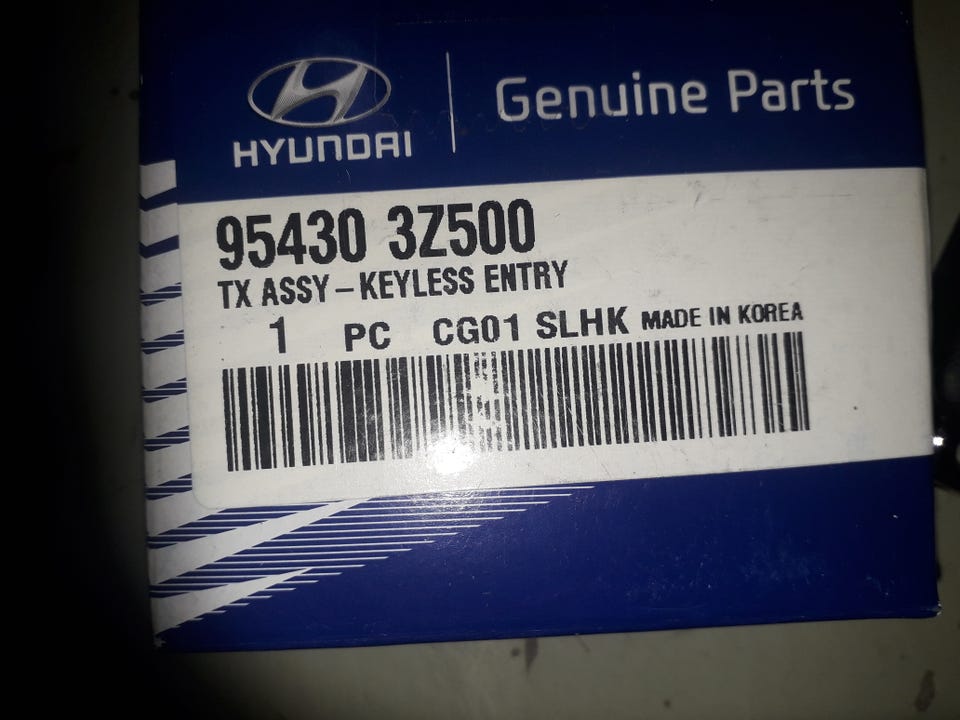 HYUNDAI
Genuine Parts
95430 3Z500
TX ASSY – KEYLESS ENTRY
1 PC CG01 SLHK MADE IN KOREA